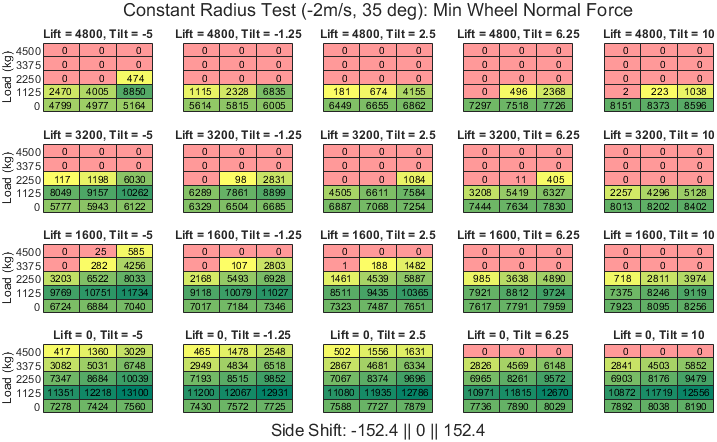 Constant Radius Test (-2m/s, 35 deg): Min Wheel Normal Force
Lift = 4800, Tilt = -5 Lift = 4800, Tilt = -1.25 Lift = 4800, Tilt = 2.5 Lift = 4800, Tilt = 6.25 Lift = 4800, Tilt = 10
Load (kg)
4500 0 0 0 0 0 0 0 0 0 0 0 0 0 0 0
3375 0 0 0 0 0 0 0 0 0 0 0 0 0 0 0
2250 0 0 474 0 0 0 0 0 0 0 0 0 0 0 0
1125 2470 4005 8850 1115 2328 6835 181 674 4155 0 496 2368 2 223 1038
0 4799 4977 5164 5614 5815 6005 6449 6655 6862 7297 7518 7726 8151 8373 8596
Lift = 3200, Tilt = -5 Lift = 3200, Tilt = -1.25 Lift = 3200, Tilt = 2.5 Lift = 3200, Tilt = 6.25 Lift = 3200, Tilt = 10
Load (kg)
4500 0 0 0 0 0 0 0 0 0 0 0 0 0 0 0
3375 0 0 0 0 0 0 0 0 0 0 0 0 0 0 0
2250 117 1198 6030 0 98 2831 0 0 1084 0 11 405 0 0 0
1125 8049 9157 10262 6289 7861 8899 4505 6611 7584 3208 5419 6327 2257 4296 5128
0 5777 5943 6122 6329 6504 6685 6887 7068 7254 7444 7634 7830 8013 8202 8402
Lift = 1600, Tilt = -5 Lift = 1600, Tilt = -1.25 Lift = 1600, Tilt = 2.5 Lift = 1600, Tilt = 6.25 Lift = 1600, Tilt = 10
Load (kg)
4500 0 25 585 0 0 0 0 0 0 0 0 0 0 0 0
3375 0 282 4256 0 107 2803 1 188 1482 0 0 0 0 0 0
2250 3203 6522 8033 2168 5493 6928 1461 4539 5887 985 3638 4890 718 2811 3974
1125 9769 10751 11734 9118 10079 11027 8511 9435 10365 7921 8812 9724 7375 8246 9119
0 6724 6884 7040 7017 7184 7346 7323 7487 7651 7617 7791 7959 7923 8095 8256
Lift = 0, Tilt = -5 Lift = 0, Tilt = -1.25 Lift = 0, Tilt = 2.5 Lift = 0, Tilt = 6.25 Lift = 0, Tilt = 10
Load (kg)
4500 417 1360 3029 465 1478 2548 502 1556 1631 0 0 0 0 0 0
3375 3082 5031 6748 2949 4834 6518 2867 4681 6334 2826 4569 6148 2841 4503 5852
2250 7347 8684 10039 7193 8515 9852 7067 8374 9696 6965 8261 9572 6903 8176 9479
1125 11351 12218 13100 11200 12067 12931 11080 11935 12786 10971 11815 12670 10872 11719 12556
0 7278 7424 7560 7430 7572 7725 7588 7727 7879 7736 7890 8029 7892 8038 8190
Side Shift: -152.4 || 0 || 152.4